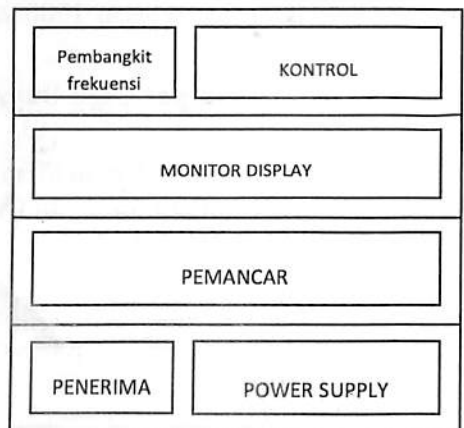 Pembangkit
frekuensi
KONTROL
MONITOR DISPLAY
PEMANCAR
PENERIMA
POWER SUPPLY